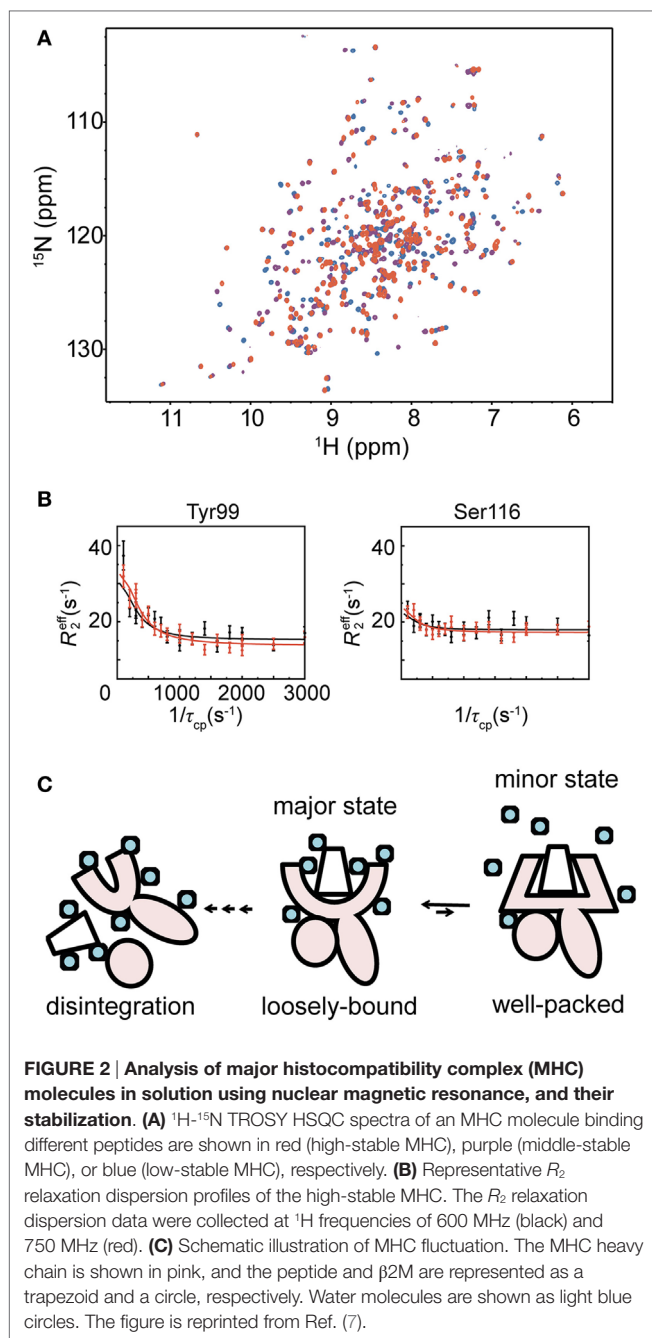 A
110
120
130
¹⁵N (ppm)
11
10
9
8
7
6
¹H (ppm)
B
Tyr99
Ser116
40
20
0
1000
2000
3000
R₂ᵉᶠᶠ(s⁻¹)
1/τcp(s⁻¹)
40
20
R₂ᵉᶠᶠ(s⁻¹)
1/τcp(s⁻¹)
C
minor state
major state
disintegration
loosely-bound
well-packed
FIGURE 2 | Analysis of major histocompatibility complex (MHC)
molecules in solution using nuclear magnetic resonance, and their
stabilization. (A) ¹H-¹⁵N TROSY HSQC spectra of an MHC molecule binding
different peptides are shown in red (high-stable MHC), purple (middle-stable
MHC), or blue (low-stable MHC), respectively. (B) Representative R₂
relaxation dispersion profiles of the high-stable MHC. The R₂ relaxation
dispersion data were collected at ¹H frequencies of 600 MHz (black) and
750 MHz (red). (C) Schematic illustration of MHC fluctuation. The MHC heavy
chain is shown in pink, and the peptide and β2M are represented as a
trapezoid and a circle, respectively. Water molecules are shown as light blue
circles. The figure is reprinted from Ref. (7).